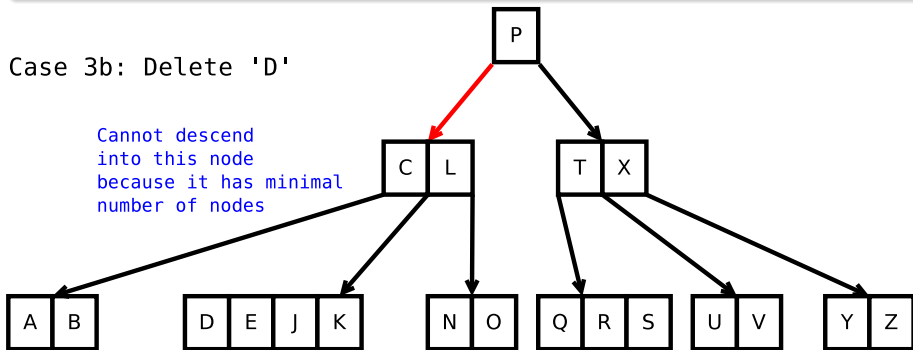 P
Case 3b: Delete 'D'
Cannot descend
into this node
because it has minimal
number of nodes
C L
T X
A B
D E J K
N O
Q R S
U V
Y Z